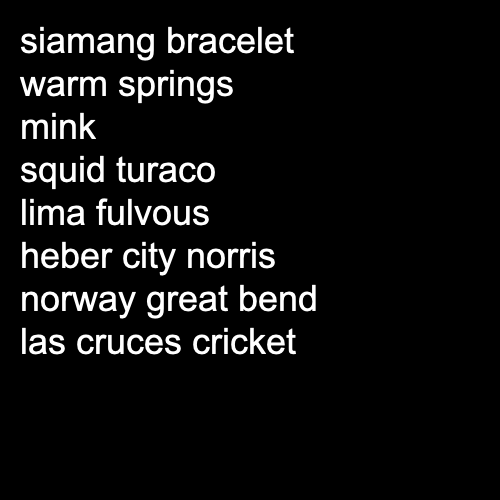 siamang bracelet
warm springs
mink
squid turaco
lima fulvous
heber city norris
norway great bend
las cruces cricket